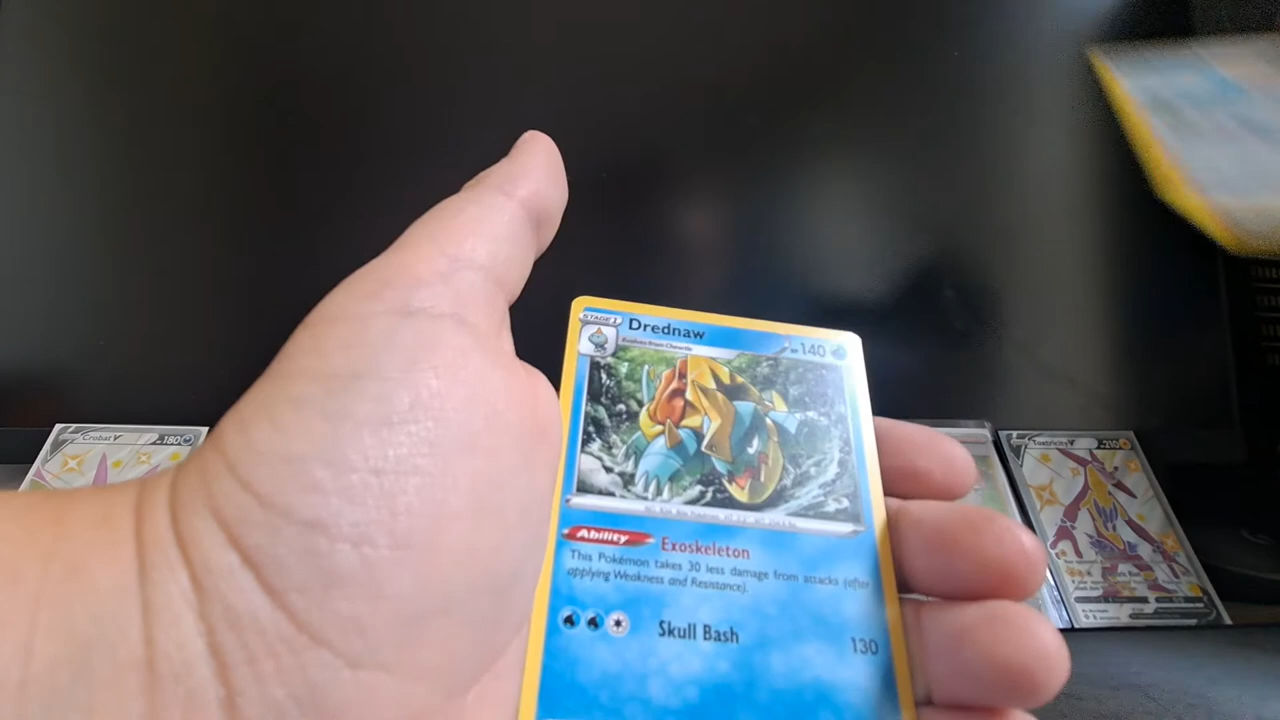 STAGE 1
Drednaw
HP 140
Evolves from Chewtle
Ability
Exoskeleton
This Pokémon takes 30 less damage from attacks (after
applying Weakness and Resistance).
Skull Bash
130
Crobat V
180
Toxtricity V
210